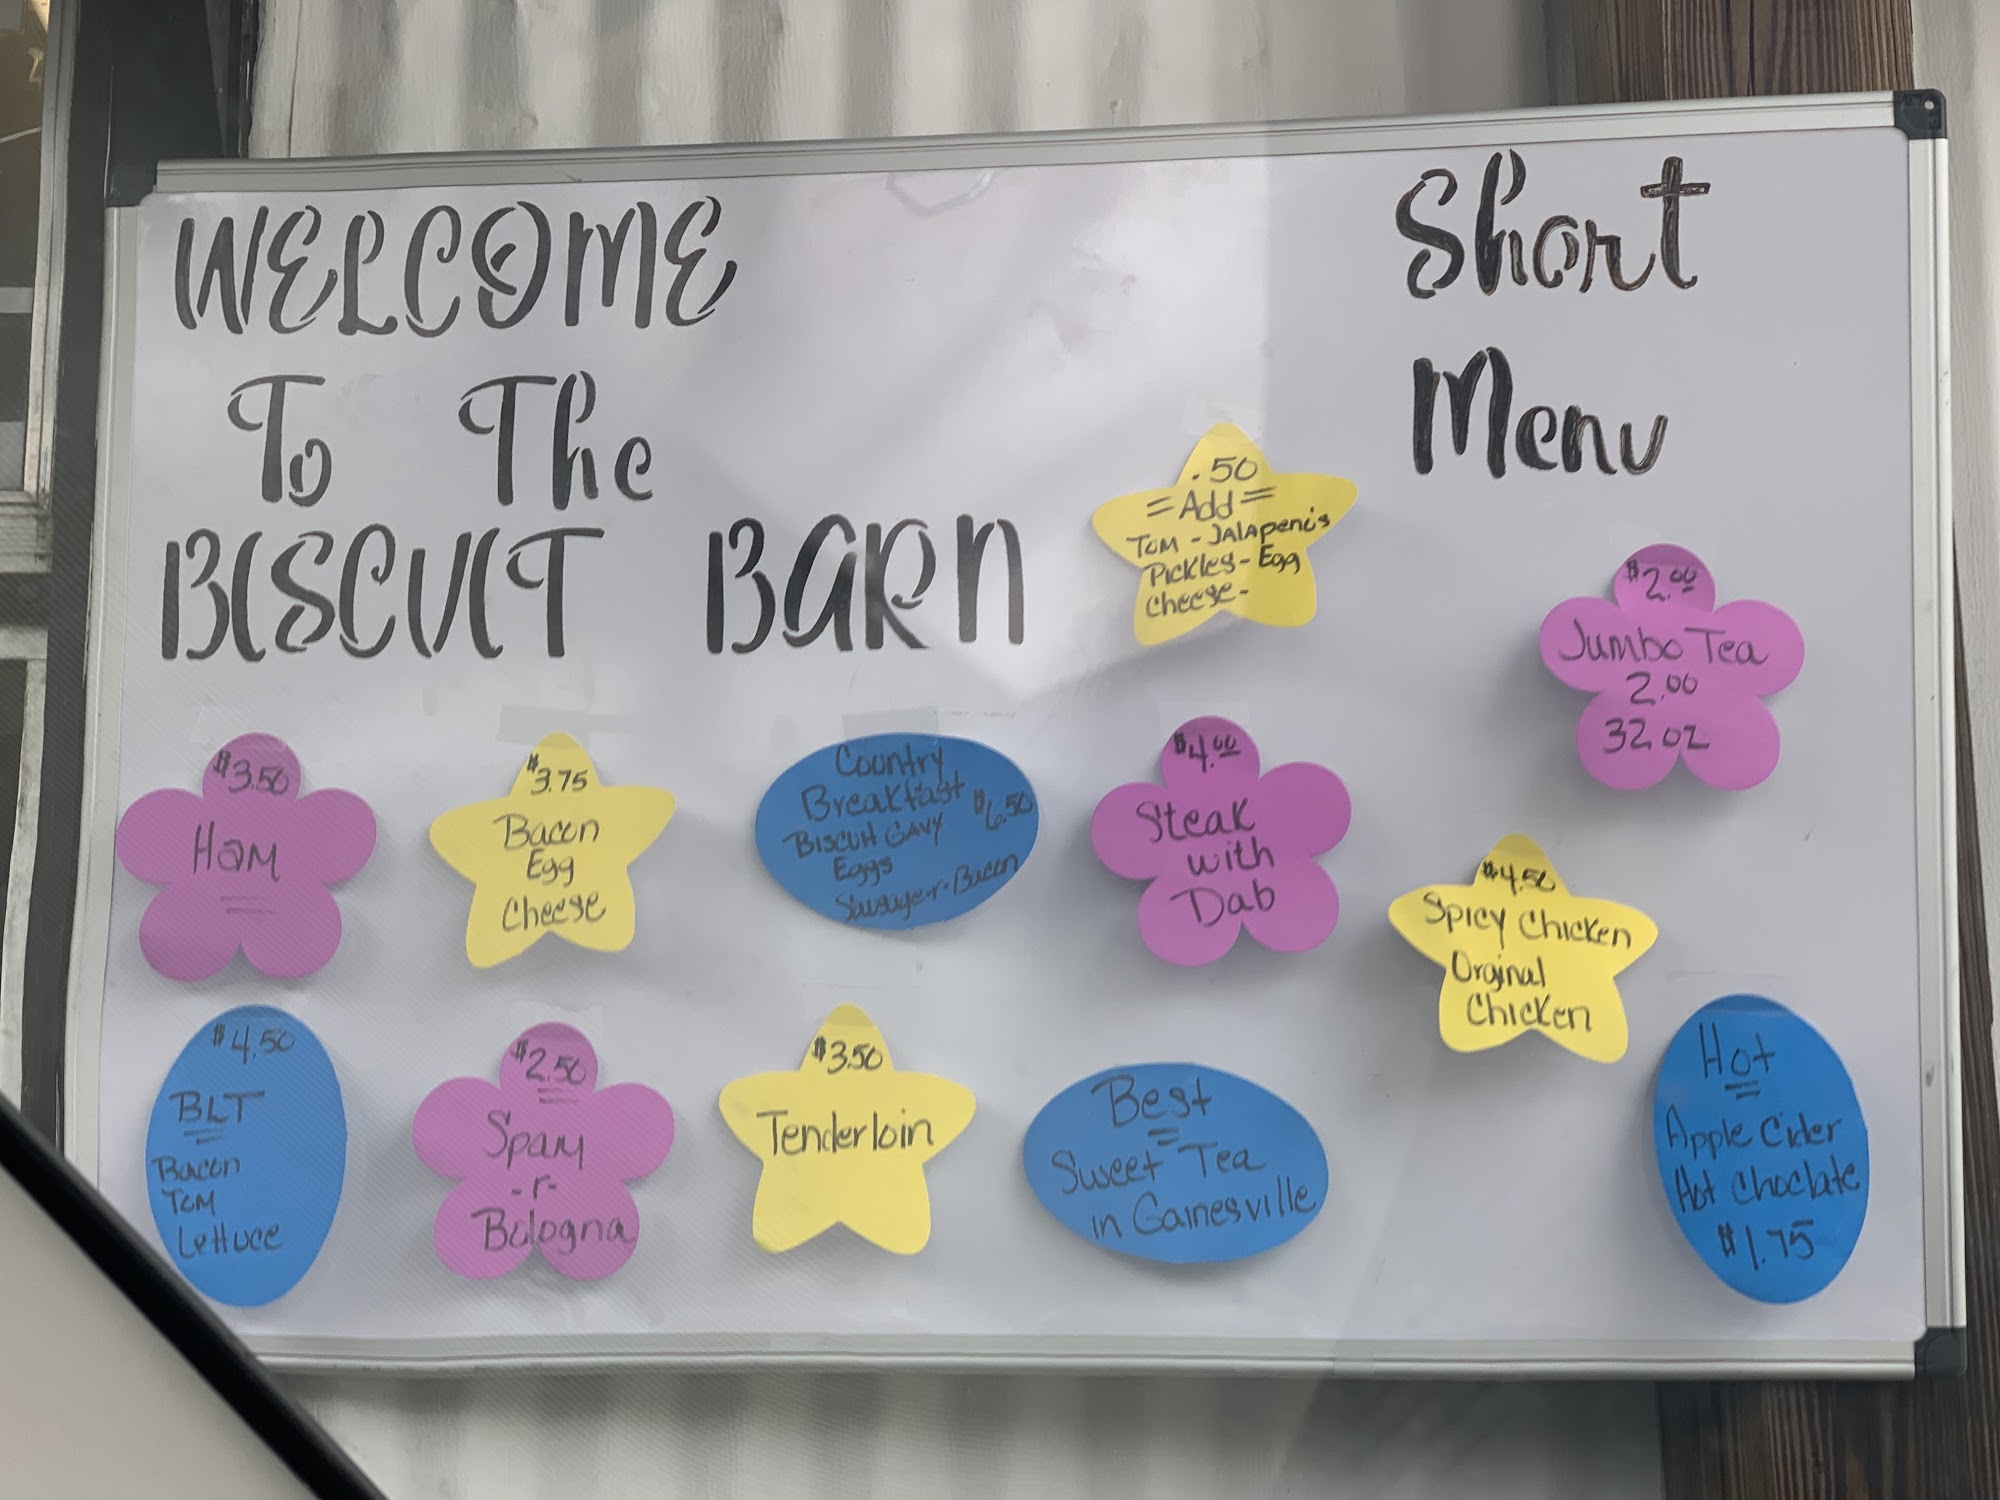 WELCOME
To The
BISCUIT BARN
Short
Menu
.50
= Add =
Tom - Jalapeno's
Pickles - Egg
Cheese -
$2.00
Jumbo Tea
2.00
32 oz
$3.50
Ham
$3.75
Bacon
Egg
Cheese
Country
Breakfast
Biscuit Gavy $6.50
Eggs
Sausage-r-Bacon
$4.00
Steak
with
Dab
$4.50
Spicy Chicken
Orginal
Chicken
$4.50
BLT
Bacon
Tom
Lettuce
$2.50
Spam
-r-
Bologna
$3.50
Tenderloin
Best
Sweet Tea
in Gainesville
Hot
Apple Cider
Hot Choclate
$1.75